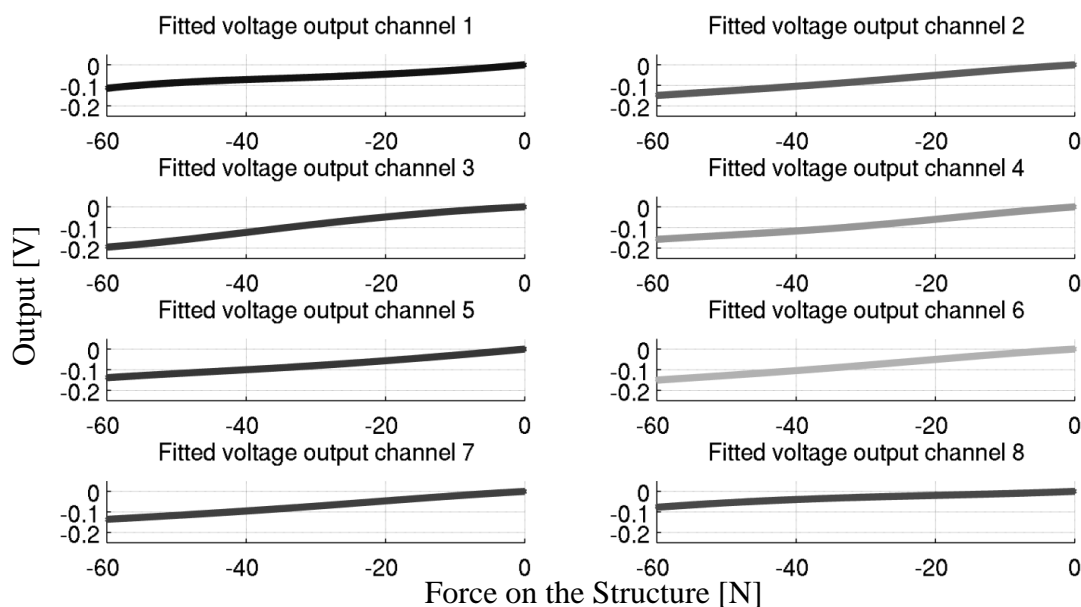 Fitted voltage output channel 1
0
-0.1
-0.2
-60 -40 -20 0
Fitted voltage output channel 2
0
-0.1
-0.2
-60 -40 -20 0
Fitted voltage output channel 3
0
-0.1
-0.2
-60 -40 -20 0
Fitted voltage output channel 4
0
-0.1
-0.2
-60 -40 -20 0
Fitted voltage output channel 5
0
-0.1
-0.2
-60 -40 -20 0
Fitted voltage output channel 6
0
-0.1
-0.2
-60 -40 -20 0
Fitted voltage output channel 7
0
-0.1
-0.2
-60 -40 -20 0
Fitted voltage output channel 8
0
-0.1
-0.2
-60 -40 -20 0
Output [V]
Force on the Structure [N]